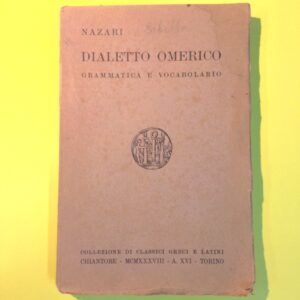 NAZARI
DIALETTO OMERICO
GRAMMATICA E VOCABOLARIO
COLLEZIONE DI CLASSICI GRECI E LATINI
CHIANTORE - MCMXXXVIII - A. XVI - TORINO